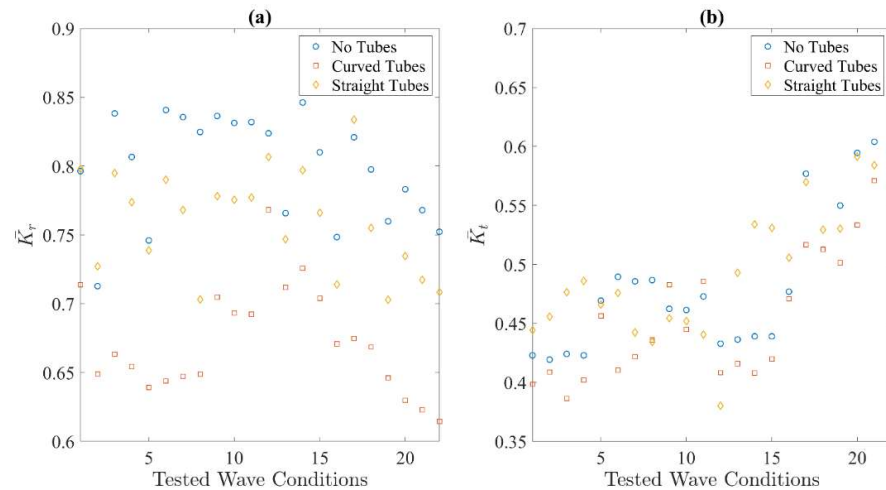 (a)
0.9
0.85
0.8
0.75
0.7
0.65
0.6
K̄r
No Tubes
Curved Tubes
Straight Tubes
5
10
15
20
Tested Wave Conditions
(b)
0.7
0.65
0.6
0.55
0.5
0.45
0.4
0.35
K̄t
No Tubes
Curved Tubes
Straight Tubes
5
10
15
20
Tested Wave Conditions